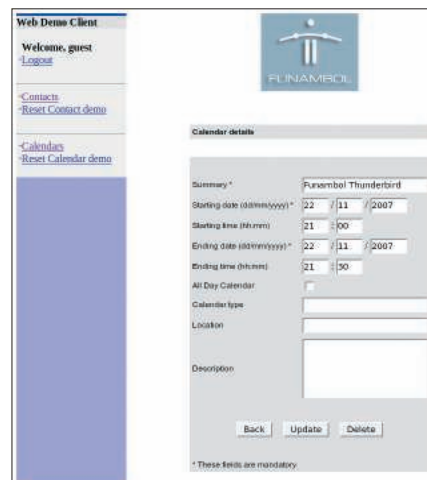 Web Demo Client
Welcome, guest
-Logout
-Contacts
-Reset Contact demo
-Calendars
-Reset Calendar demo
FUNAMBOL
Calendar details
Summary * Funambol Thunderbird
Starting date (dd/mm/yyyy) * 22 / 11 / 2007
Starting time (hh:mm) 21 : 00
Ending date (dd/mm/yyyy) * 22 / 11 / 2007
Ending time (hh:mm) 21 : 30
All Day Calendar
Calendar type
Location
Description
Back Update Delete
* These fields are mandatory